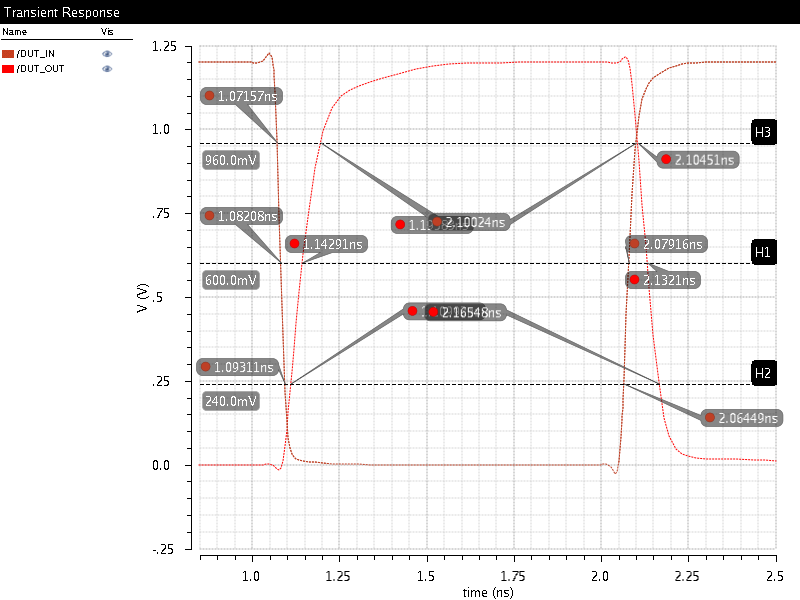 Transient Response
Name Vis
/DUT_IN
/DUT_OUT
V (V)
1.25
1.0
.75
.5
.25
0.0
-.25
1.07157ns
960.0mV
1.08208ns
1.14291ns
600.0mV
1.09311ns
240.0mV
2.10024ns
2.10451ns
2.07916ns
2.1321ns
2.16548ns
2.06449ns
H3
H1
H2
1.0 1.25 1.5 1.75 2.0 2.25 2.5
time (ns)